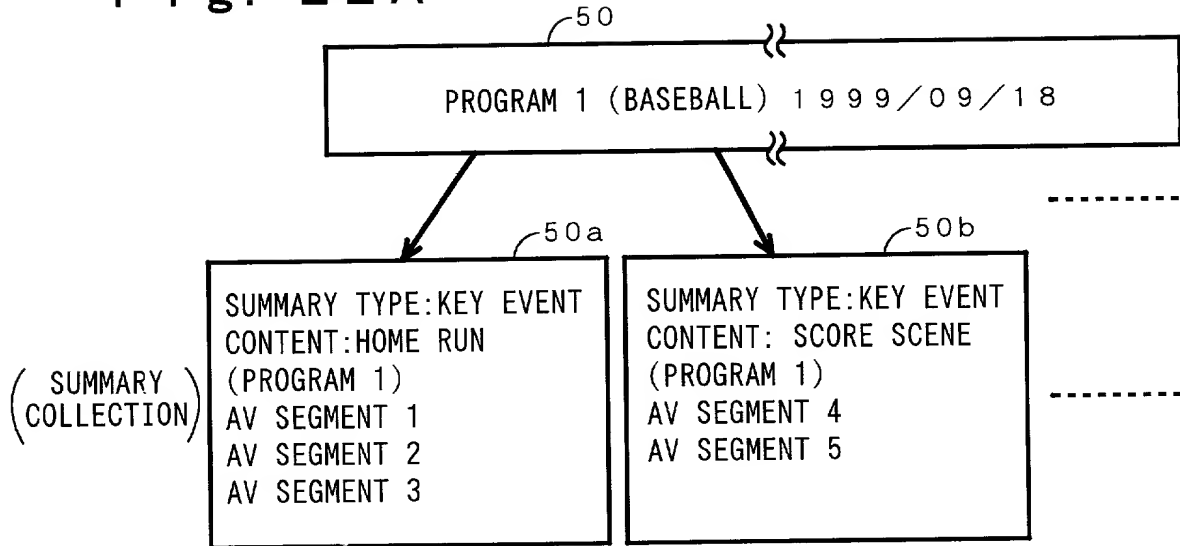 50
PROGRAM 1 (BASEBALL) 1999/09/18
50a
SUMMARY TYPE:KEY EVENT
CONTENT:HOME RUN
(PROGRAM 1)
AV SEGMENT 1
AV SEGMENT 2
AV SEGMENT 3
50b
SUMMARY TYPE:KEY EVENT
CONTENT: SCORE SCENE
(PROGRAM 1)
AV SEGMENT 4
AV SEGMENT 5
(SUMMARY
COLLECTION)